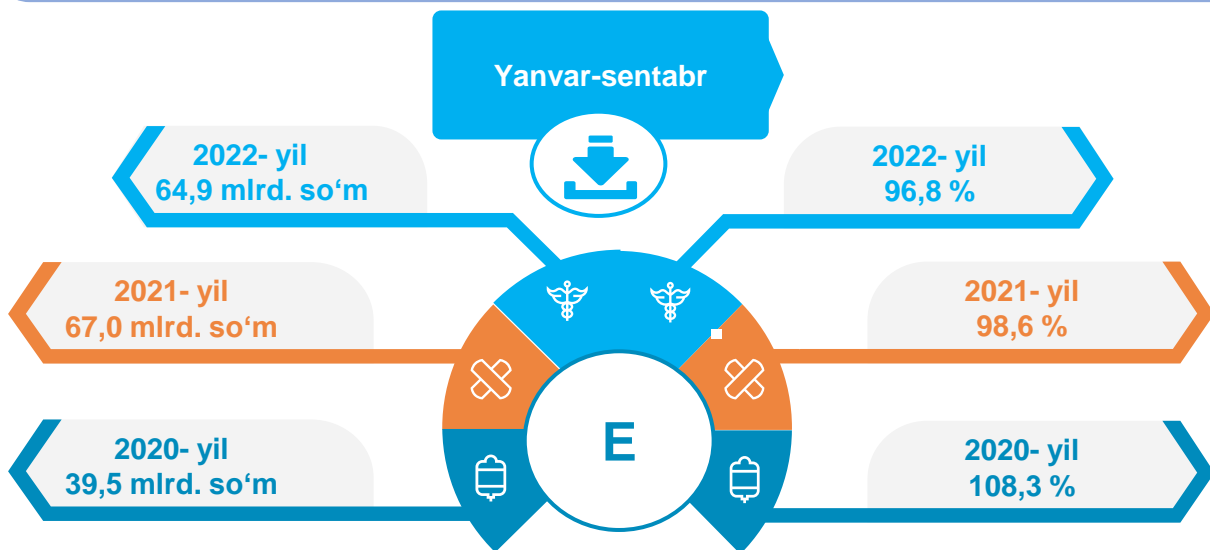 Yanvar-sentabr
2022- yil
64,9 mlrd. so‘m
2022- yil
96,8 %
2021- yil
67,0 mlrd. so‘m
2021- yil
98,6 %
E
2020- yil
39,5 mlrd. so‘m
2020- yil
108,3 %